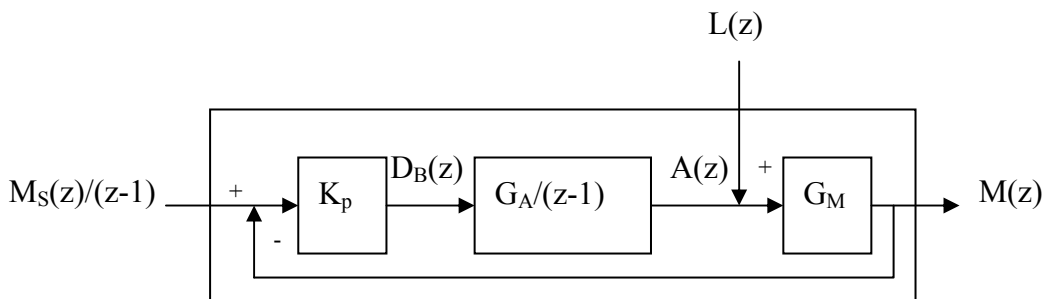 L(z)
M_S(z)/(z-1)
+
-
K_p
D_B(z)
G_A/(z-1)
A(z)
+
G_M
M(z)